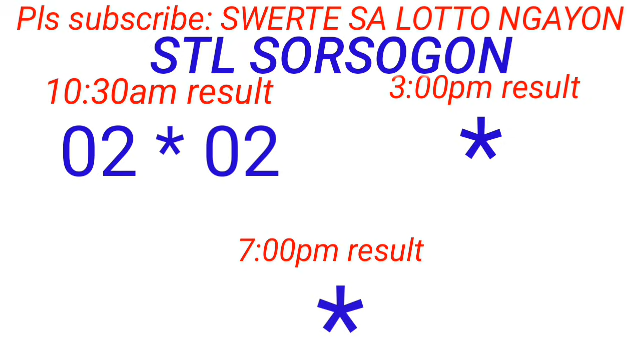 Pls subscribe: SWERTE SA LOTTO NGAYON
STL SORSOGON
10:30am result
3:00pm result
02 * 02
*
7:00pm result
*